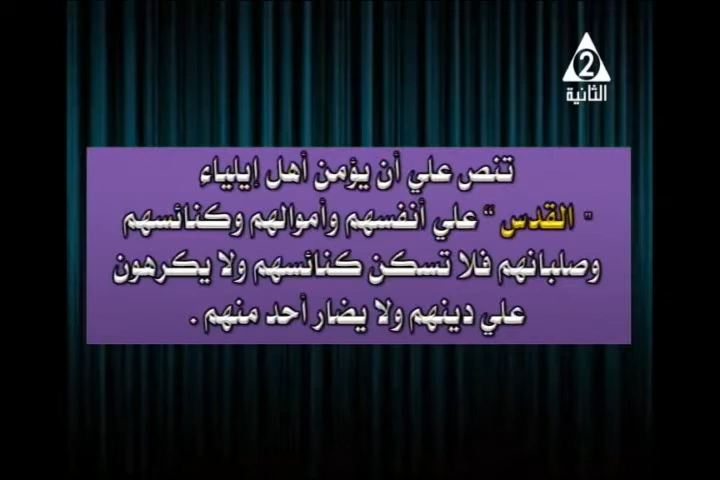 2
الثانية
تنص علي أن يؤمن أهل إيلياء
" القدس " علي أنفسهم وأموالهم وكنائسهم
وصلبانهم فلا تسكن كنائسهم ولا يكرهون
علي دينهم ولا يضار أحد منهم .